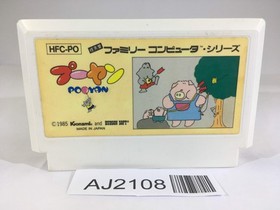 HFC-PO
ファミリー コンピュータ・シリーズ
プーヤン
POOYAN
© 1985 Konami and HUDSON SOFT
MADE IN JAPAN
AJ2108